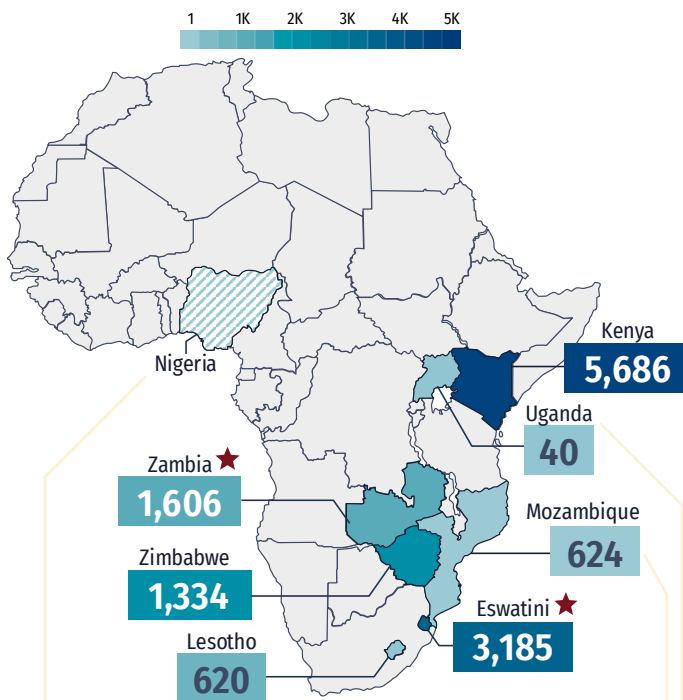 1 1K 2K 3K 4K 5K
Nigeria
Kenya
5,686
Uganda
40
Zambia
1,606
Mozambique
624
Zimbabwe
1,334
Eswatini
3,185
Lesotho
620